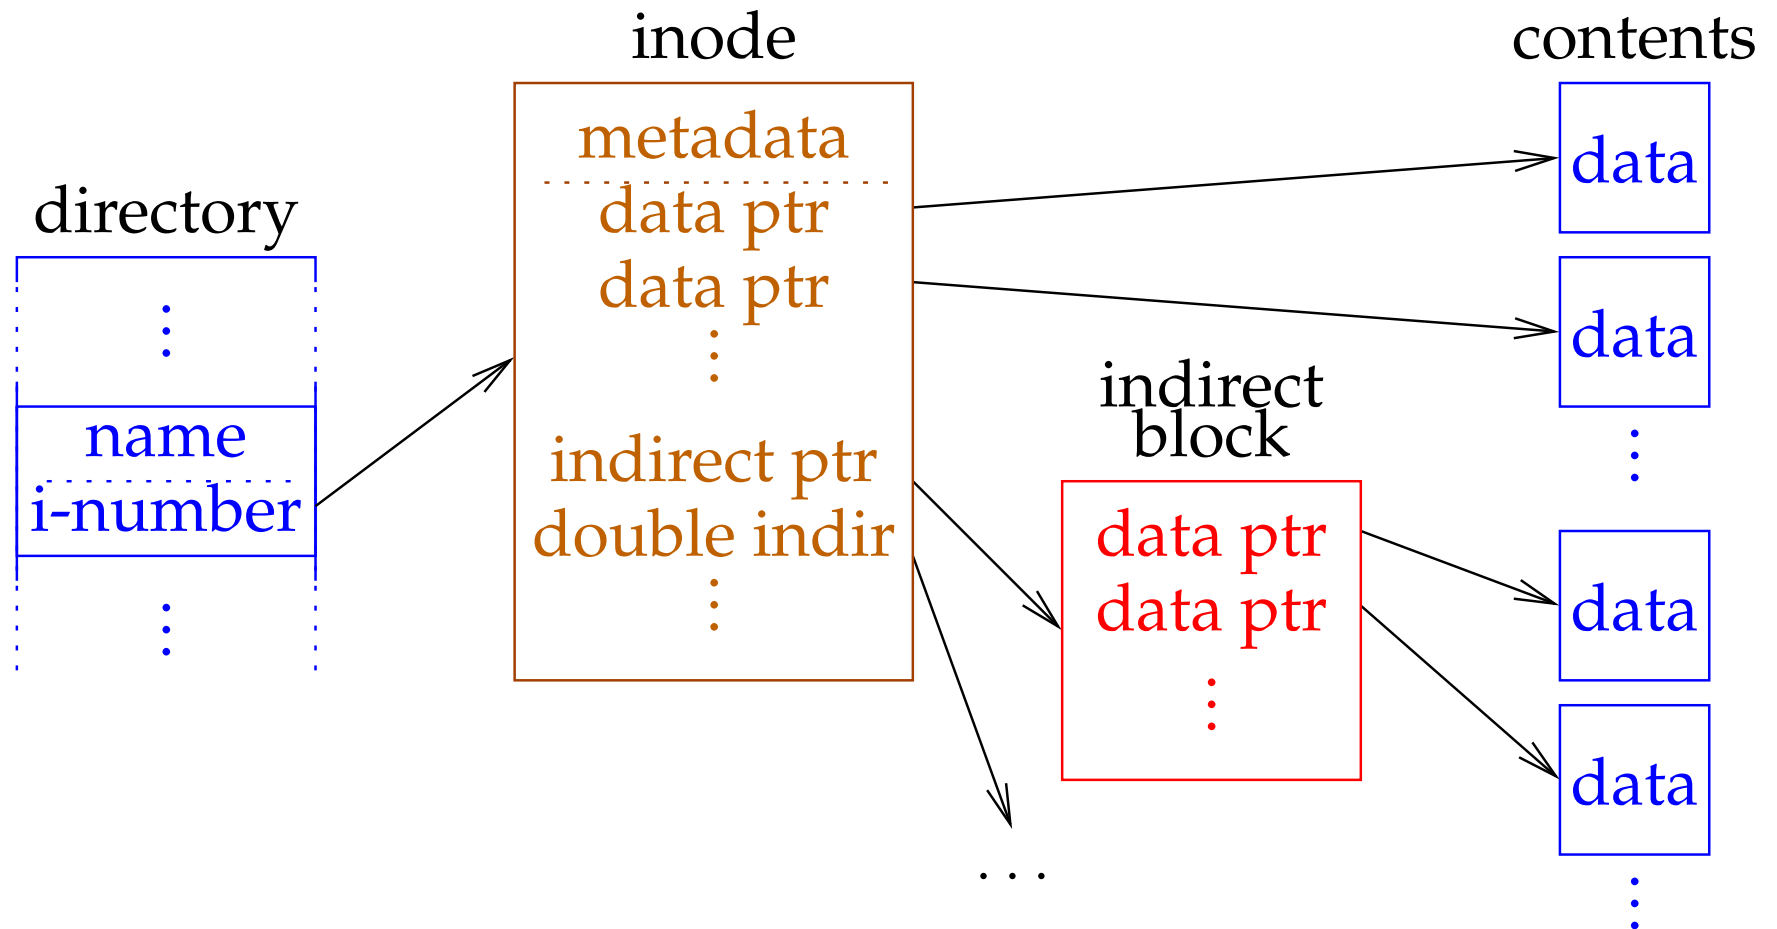 directory
name
i-number
inode
metadata
data ptr
data ptr
indirect ptr
double indir
. . .
indirect
block
data ptr
data ptr
contents
data
data
data
data